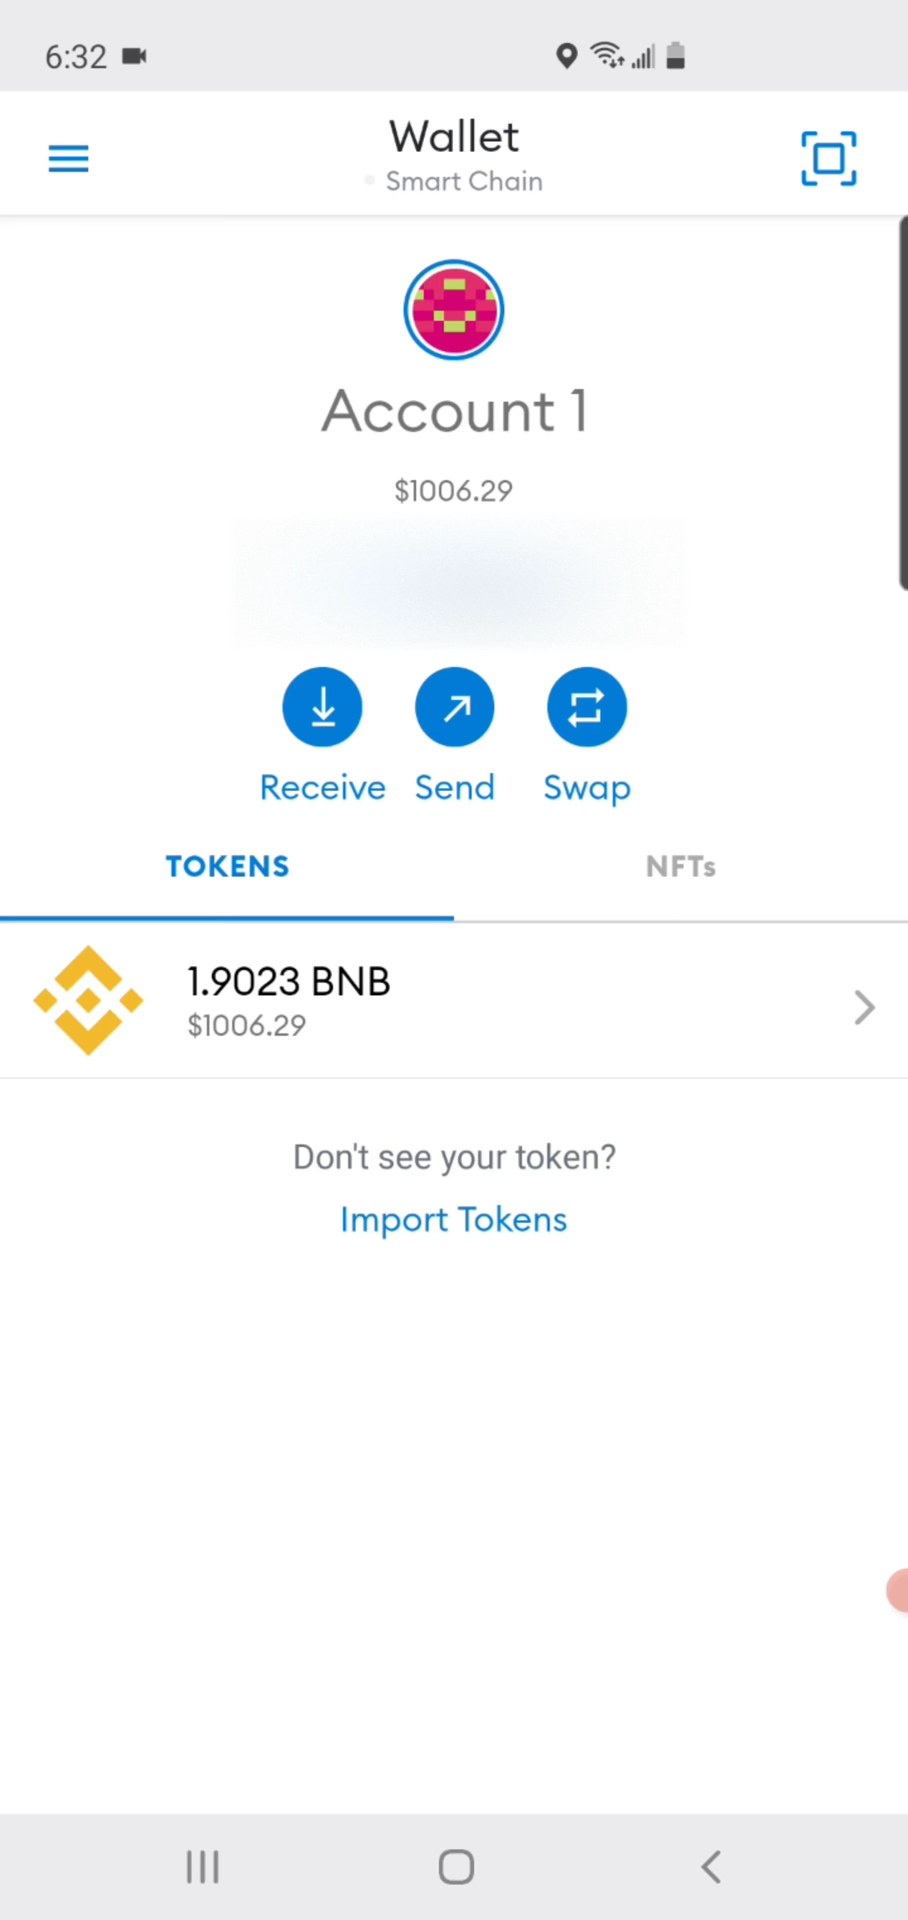 6:32
Wallet
Smart Chain
Account 1
$1006.29
Receive Send Swap
TOKENS NFTs
1.9023 BNB
$1006.29
Don't see your token?
Import Tokens